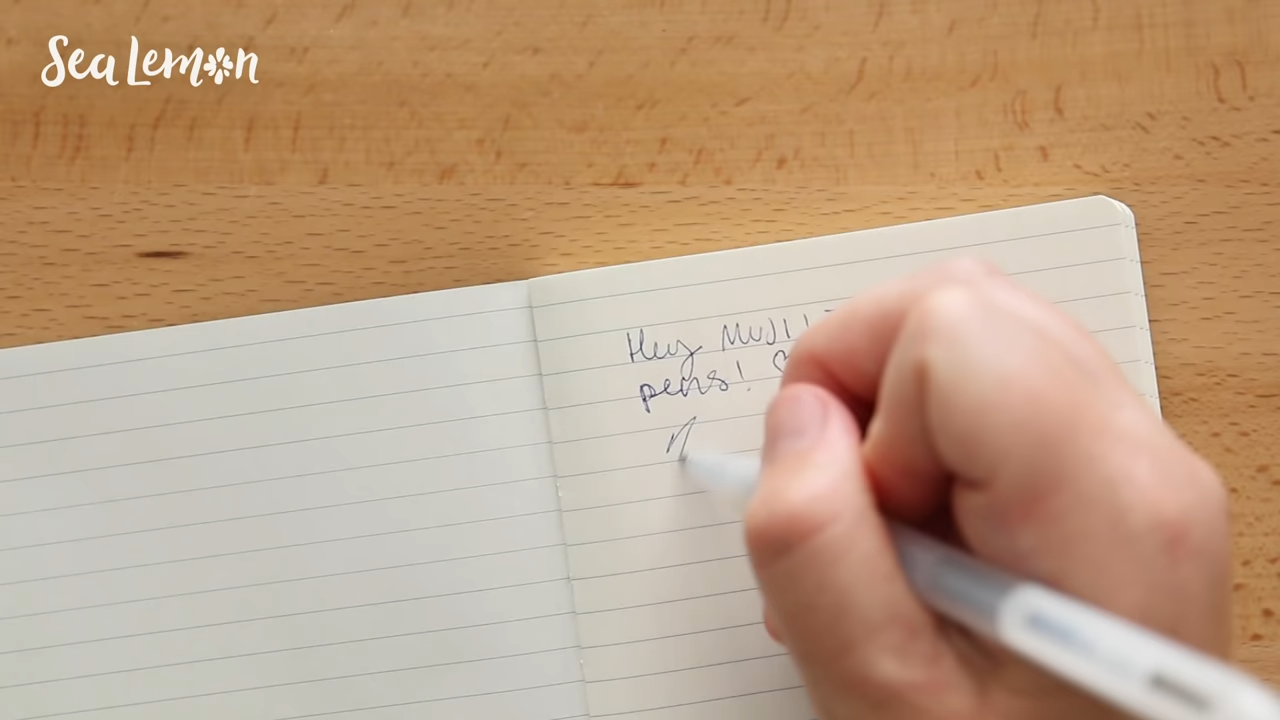 Sea Lemon
Hey MUJI!
pens! ♡